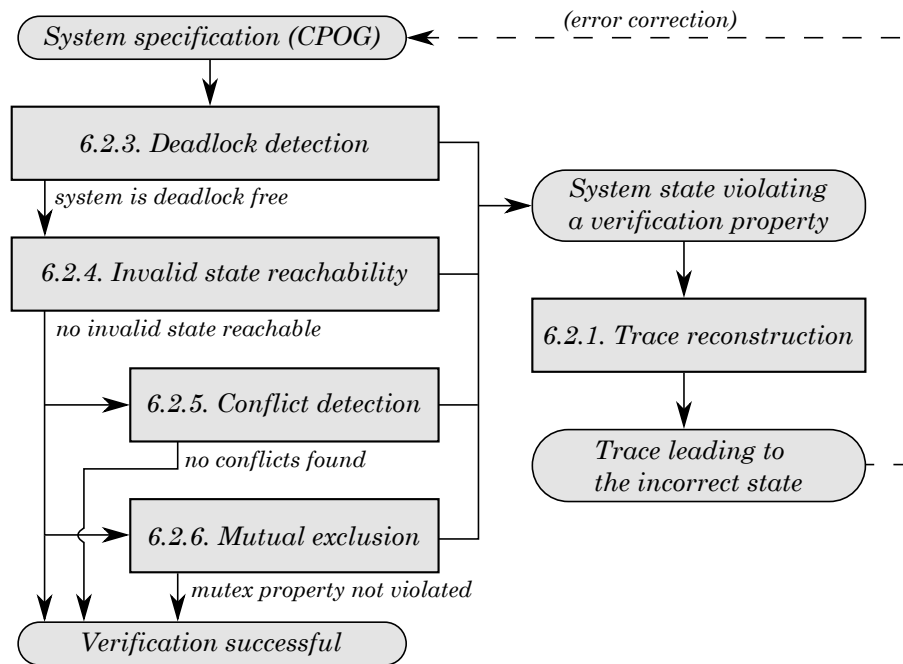 System specification (CPOG)
(error correction)
6.2.3. Deadlock detection
system is deadlock free
System state violating
a verification property
6.2.4. Invalid state reachability
no invalid state reachable
6.2.1. Trace reconstruction
6.2.5. Conflict detection
no conflicts found
Trace leading to
the incorrect state
6.2.6. Mutual exclusion
mutex property not violated
Verification successful